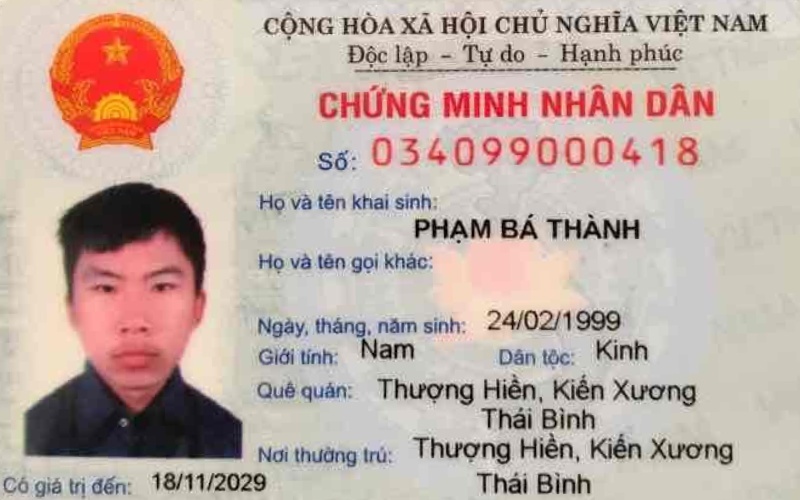 CỘNG HÒA XÃ HỘI CHỦ NGHĨA VIỆT NAM
Độc lập - Tự do - Hạnh phúc
CHỨNG MINH NHÂN DÂN
Số: 034099000418
Họ và tên khai sinh:
PHẠM BÁ THÀNH
Họ và tên gọi khác:
Ngày, tháng, năm sinh: 24/02/1999
Giới tính: Nam Dân tộc: Kinh
Quê quán: Thượng Hiền, Kiến Xương
Thái Bình
Nơi thường trú: Thượng Hiền, Kiến Xương
Thái Bình
Có giá trị đến: 18/11/2029